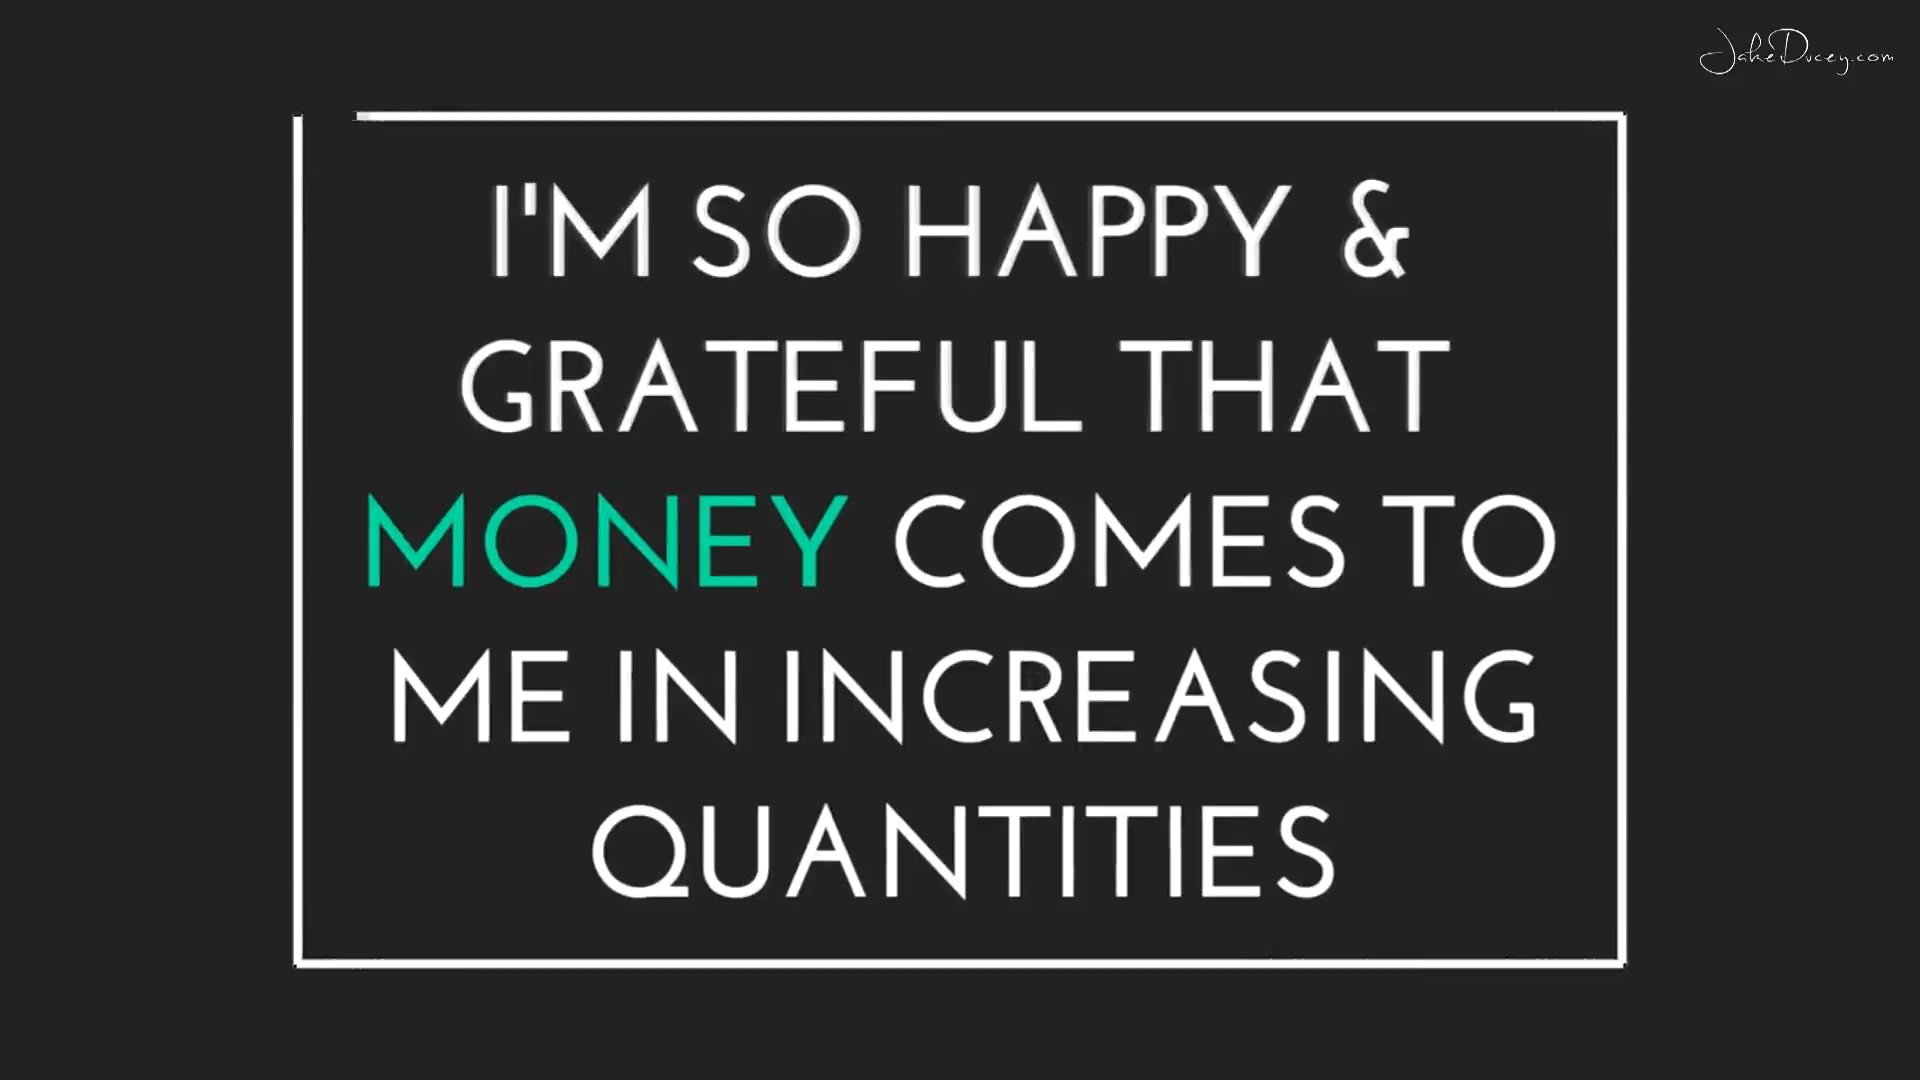 JakeDucey.com
I'M SO HAPPY &
GRATEFUL THAT
MONEY COMES TO
ME IN INCREASING
QUANTITIES